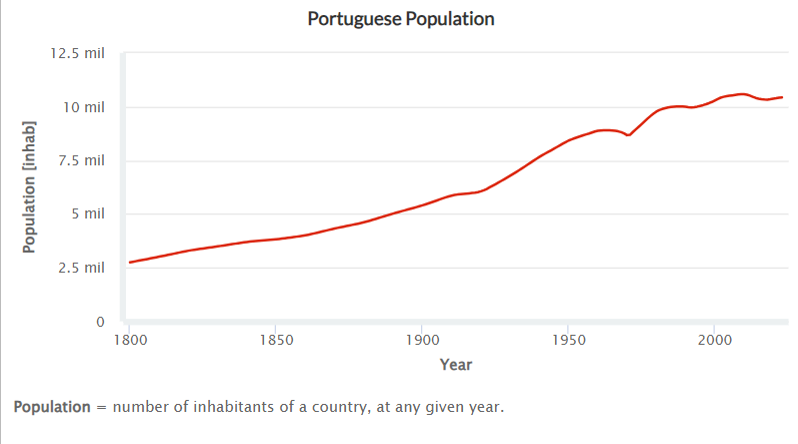 Portuguese Population
12.5 mil
10 mil
7.5 mil
5 mil
2.5 mil
0
Population [inhab]
1800 1850 1900 1950 2000
Year
Population = number of inhabitants of a country, at any given year.